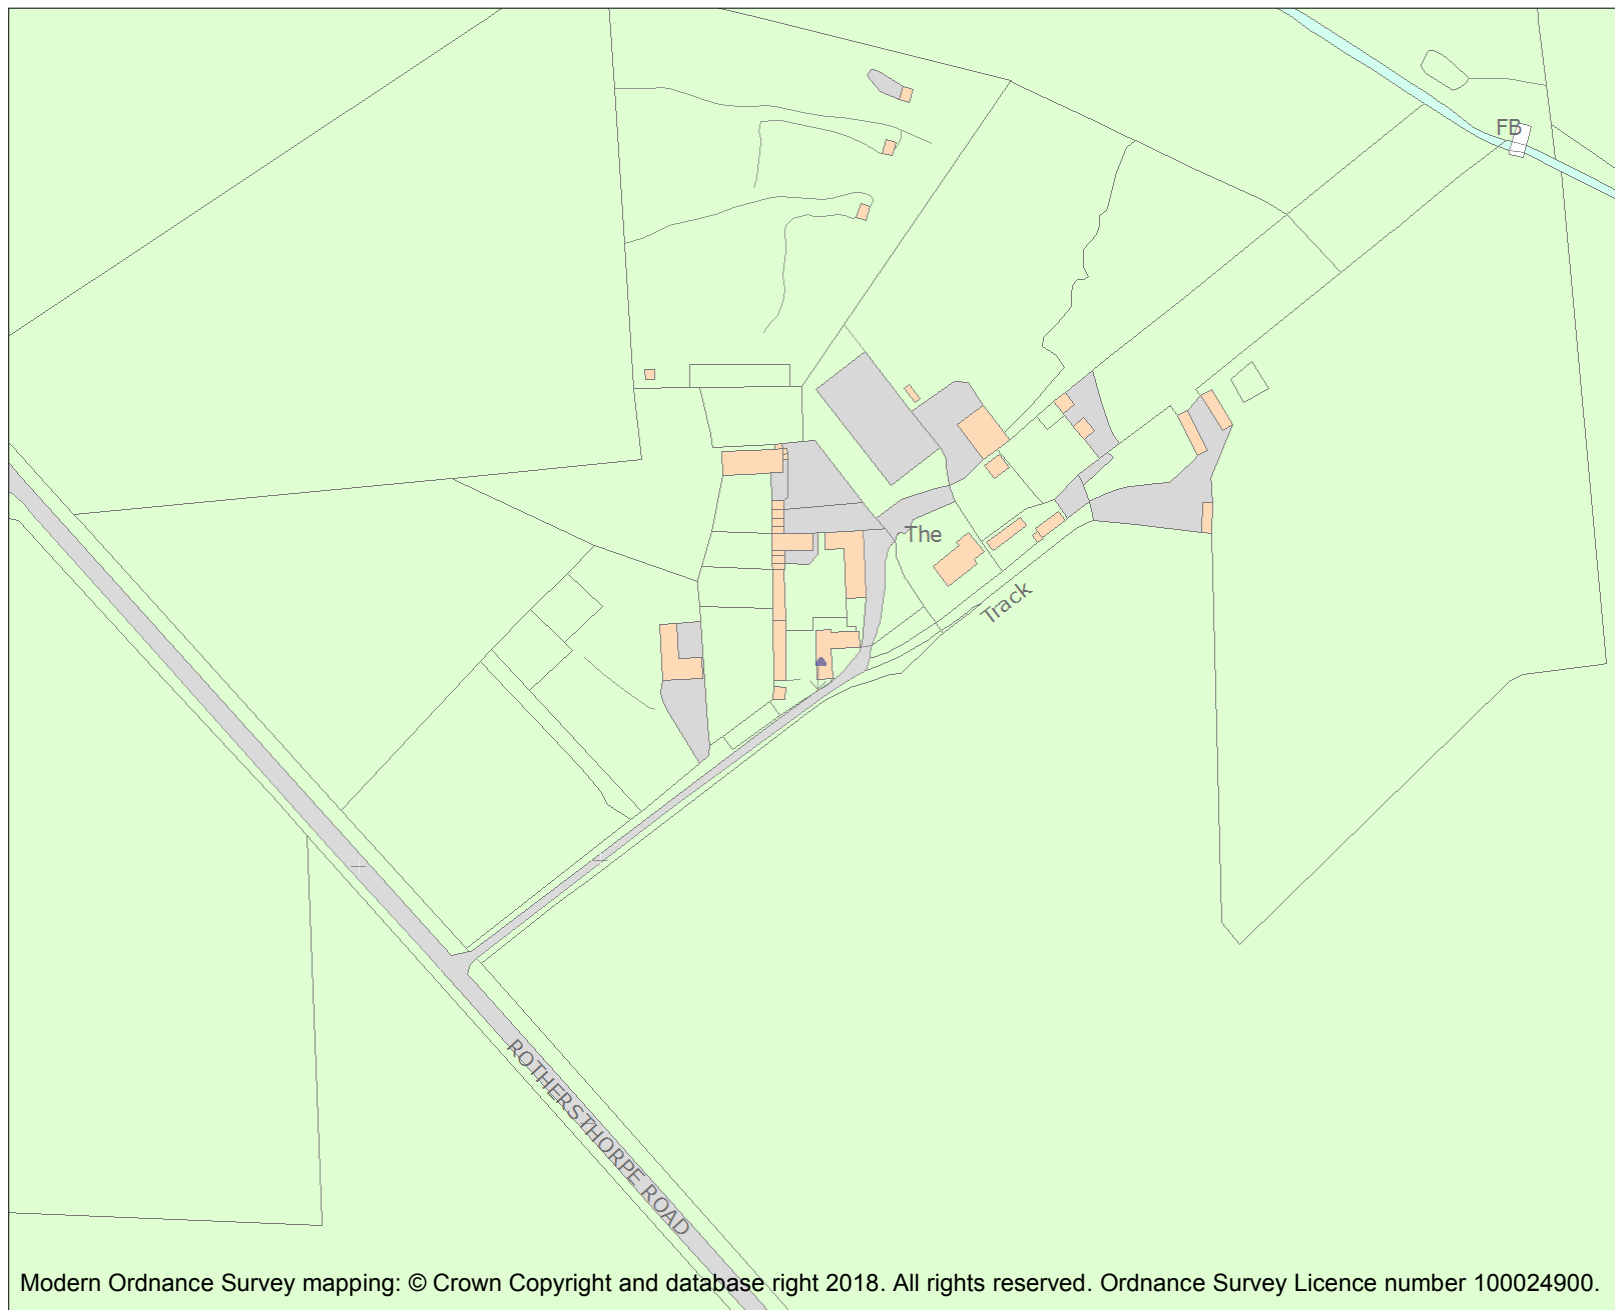 FB
The
Track
ROTHERSTHORPE ROAD
Modern Ordnance Survey mapping: © Crown Copyright and database right 2018. All rights reserved. Ordnance Survey Licence number 100024900.